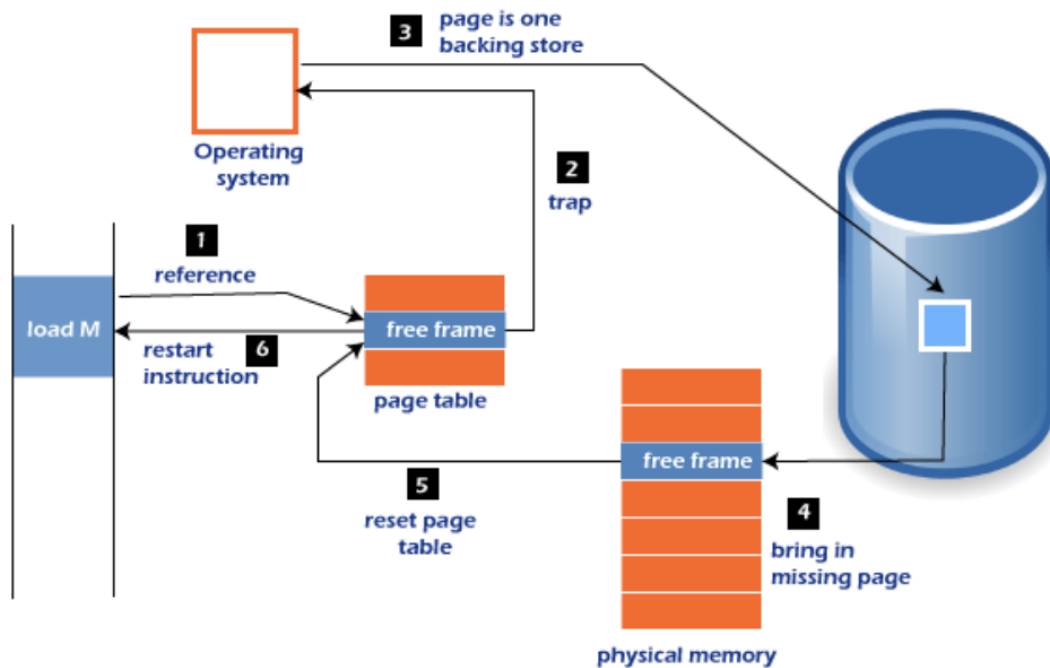 3
page is one
backing store
Operating
system
2
trap
1
reference
load M
free frame
6
restart
instruction
page table
free frame
5
reset page
table
4
bring in
missing page
physical memory